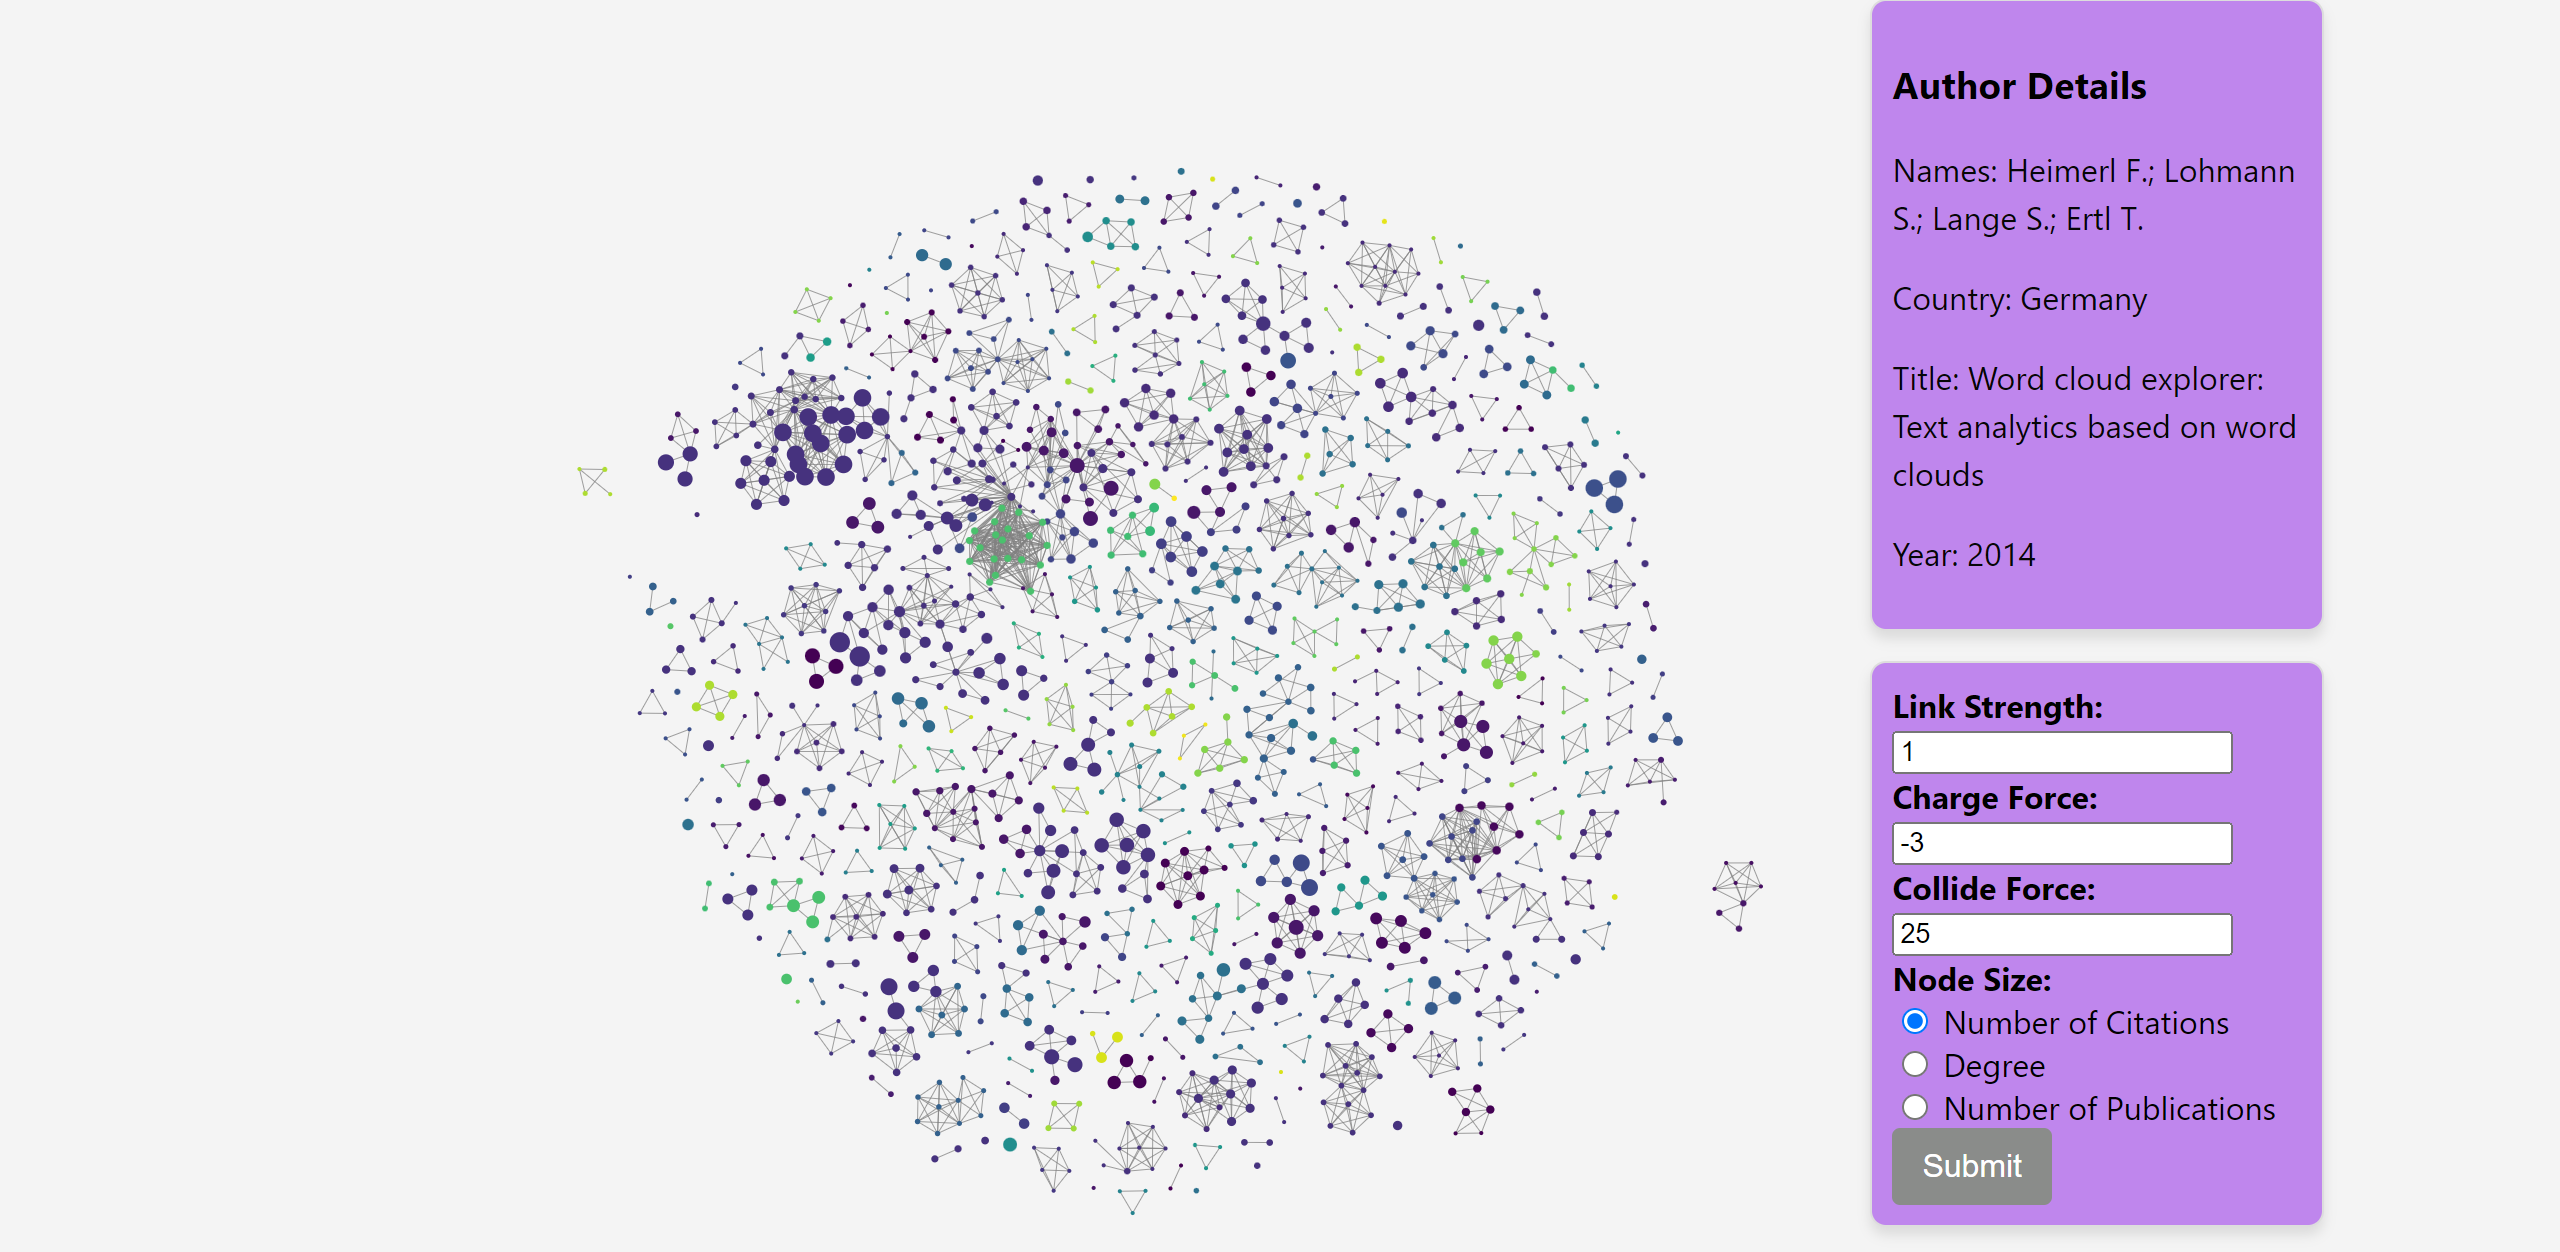 Author Details
Names: Heimerl F.; Lohmann
S.; Lange S.; Ertl T.
Country: Germany
Title: Word cloud explorer:
Text analytics based on word
clouds
Year: 2014
Link Strength:
1
Charge Force:
-3
Collide Force:
25
Node Size:
Number of Citations
Degree
Number of Publications
Submit